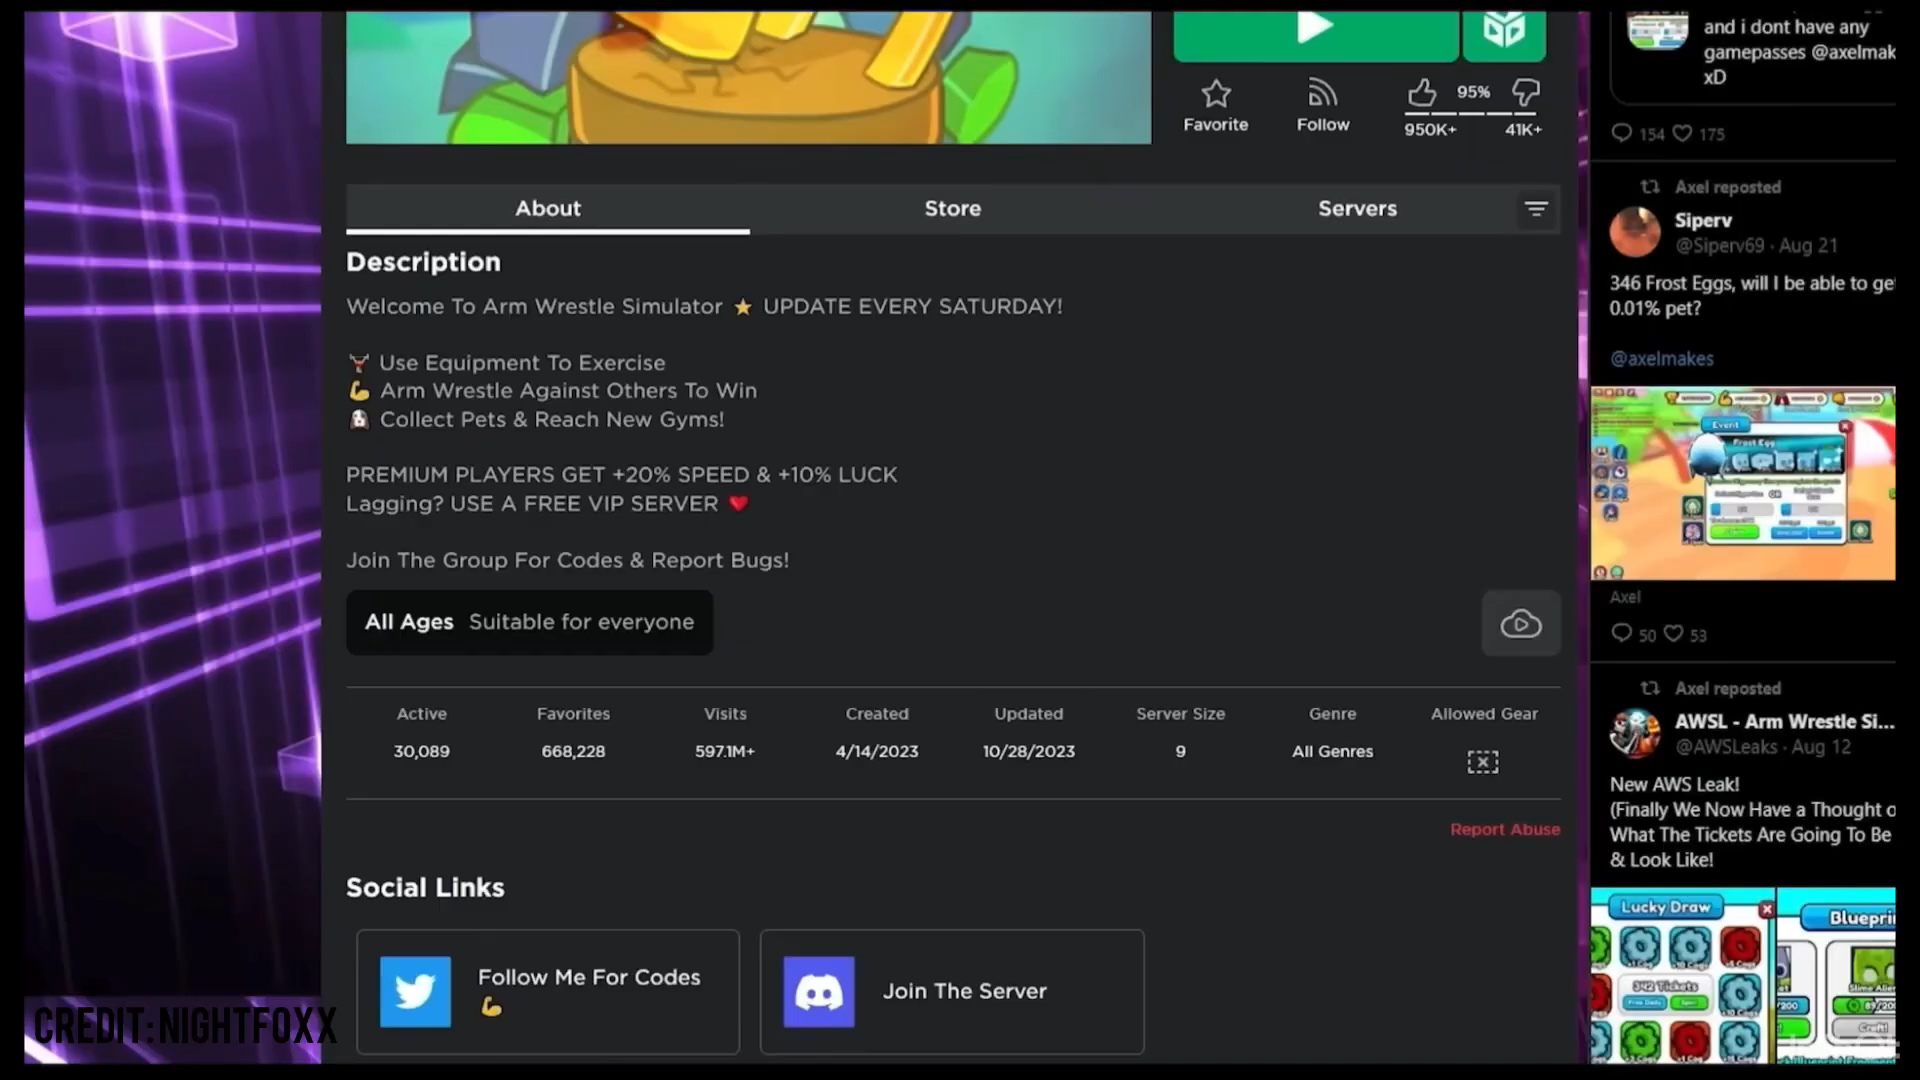 Favorite
Follow
95%
950K+
41K+
About
Store
Servers
Description
Welcome To Arm Wrestle Simulator ⭐ UPDATE EVERY SATURDAY!
🏋 Use Equipment To Exercise
💪 Arm Wrestle Against Others To Win
🐶 Collect Pets & Reach New Gyms!
PREMIUM PLAYERS GET +20% SPEED & +10% LUCK
Lagging? USE A FREE VIP SERVER ❤
Join The Group For Codes & Report Bugs!
All Ages Suitable for everyone
Active Favorites Visits Created Updated Server Size Genre Allowed Gear
30,089 668,228 597.1M+ 4/14/2023 10/28/2023 9 All Genres
Report Abuse
Social Links
Follow Me For Codes
💪
Join The Server
CREDIT: NIGHTFOXX
and i dont have any
gamepasses @axelmak
xD
154 175
Axel reposted
Siperv
@Siperv69 · Aug 21
346 Frost Eggs, will I be able to ge
0.01% pet?
@axelmakes
Event
Frost Egg
OR
Axel
50 53
Axel reposted
AWSL - Arm Wrestle Si...
@AWSLeaks · Aug 12
New AWS Leak!
(Finally We Now Have a Thought o
What The Tickets Are Going To Be
& Look Like!
Lucky Draw
Blueprin
342 Tickets